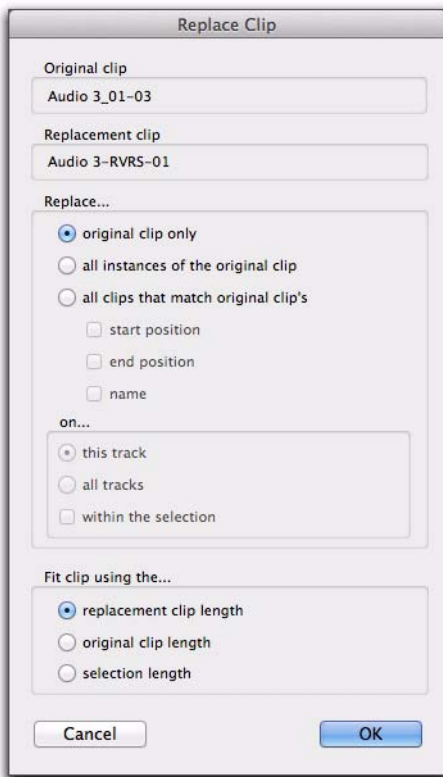 Replace Clip
Original clip
Audio 3_01-03
Replacement clip
Audio 3-RVRS-01
Replace...
original clip only
all instances of the original clip
all clips that match original clip's
start position
end position
name
on...
this track
all tracks
within the selection
Fit clip using the...
replacement clip length
original clip length
selection length
Cancel
OK